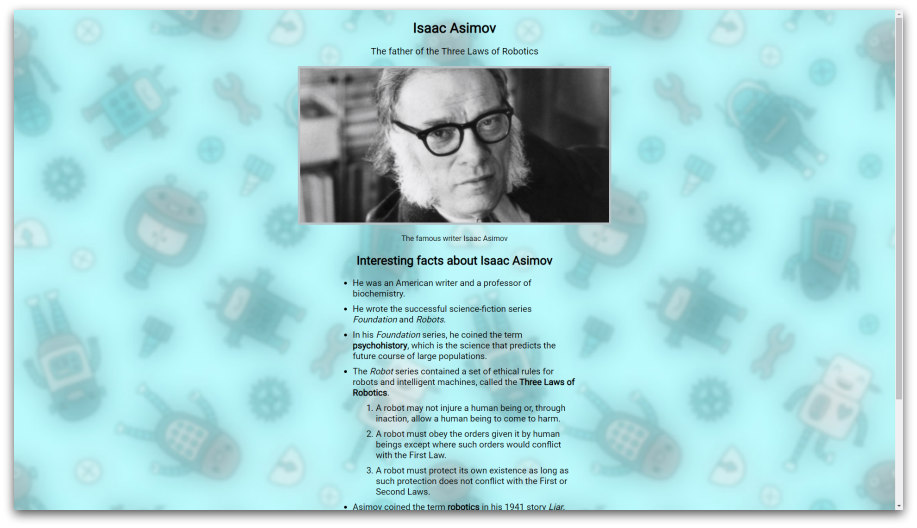 Isaac Asimov
The father of the Three Laws of Robotics
The famous writer Isaac Asimov
Interesting facts about Isaac Asimov
• He was an American writer and a professor of
biochemistry.
• He wrote the successful science-fiction series
Foundation and Robots.
• In his Foundation series, he coined the term
psychohistory, which is the science that predicts the
future course of large populations.
• The Robot series contained a set of ethical rules for
robots and intelligent machines, called the Three Laws of
Robotics.
1. A robot may not injure a human being or, through
inaction, allow a human being to come to harm.
2. A robot must obey the orders given it by human
beings except where such orders would conflict
with the First Law.
3. A robot must protect its own existence as long as
such protection does not conflict with the First or
Second Laws.
• Asimov coined the term robotics in his 1941 story Liar.